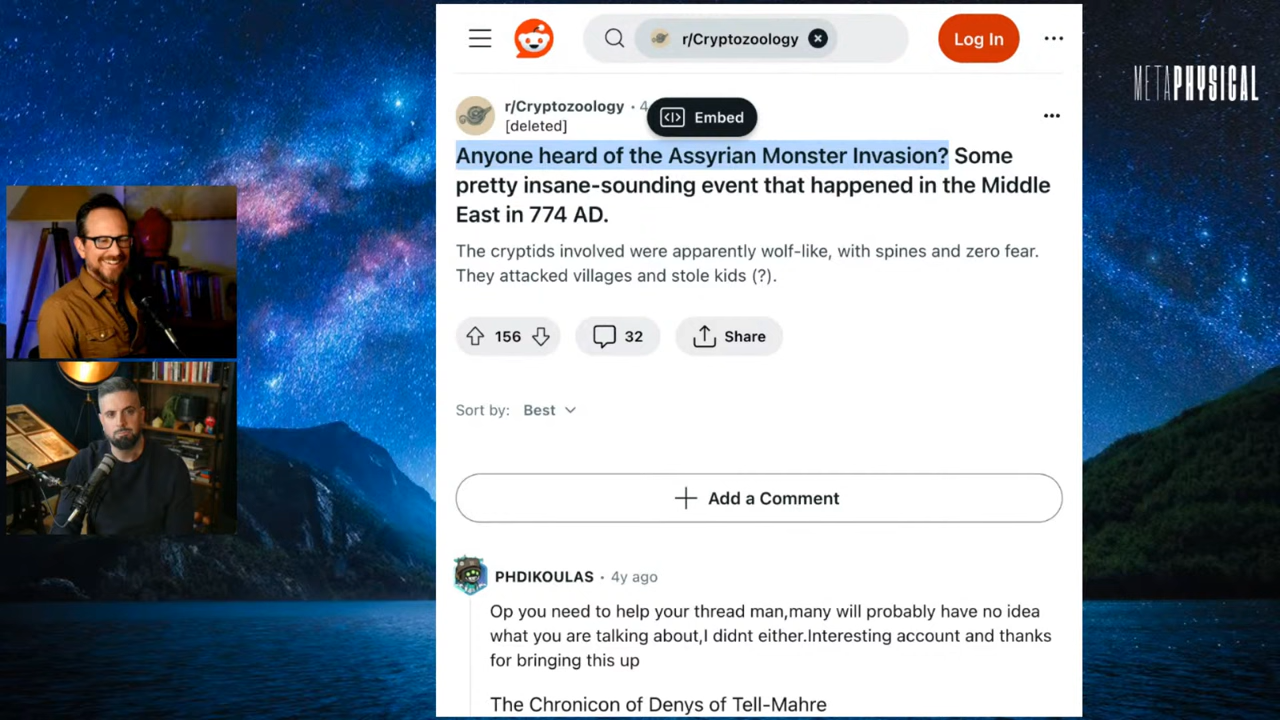 r/Cryptozoology
Log In
METAPHYSICAL
r/Cryptozoology • 4
Embed
[deleted]
Anyone heard of the Assyrian Monster Invasion? Some
pretty insane-sounding event that happened in the Middle
East in 774 AD.
The cryptids involved were apparently wolf-like, with spines and zero fear.
They attacked villages and stole kids (?).
156
32
Share
Sort by: Best
Add a Comment
PHDIKOULAS • 4y ago
Op you need to help your thread man,many will probably have no idea
what you are talking about,I didnt either.Interesting account and thanks
for bringing this up
The Chronicon of Denys of Tell-Mahre